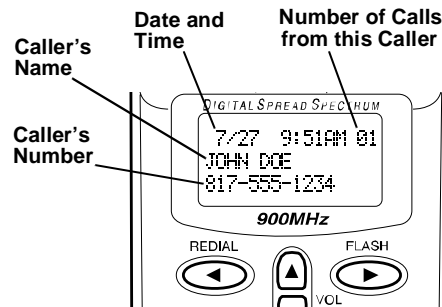 Date and
Time
Number of Calls
from this Caller
Caller's
Name
Caller's
Number
DIGITAL SPREAD SPECTRUM
7/27 9:51AM 01
JOHN DOE
817-555-1234
900MHz
REDIAL
FLASH
VOL